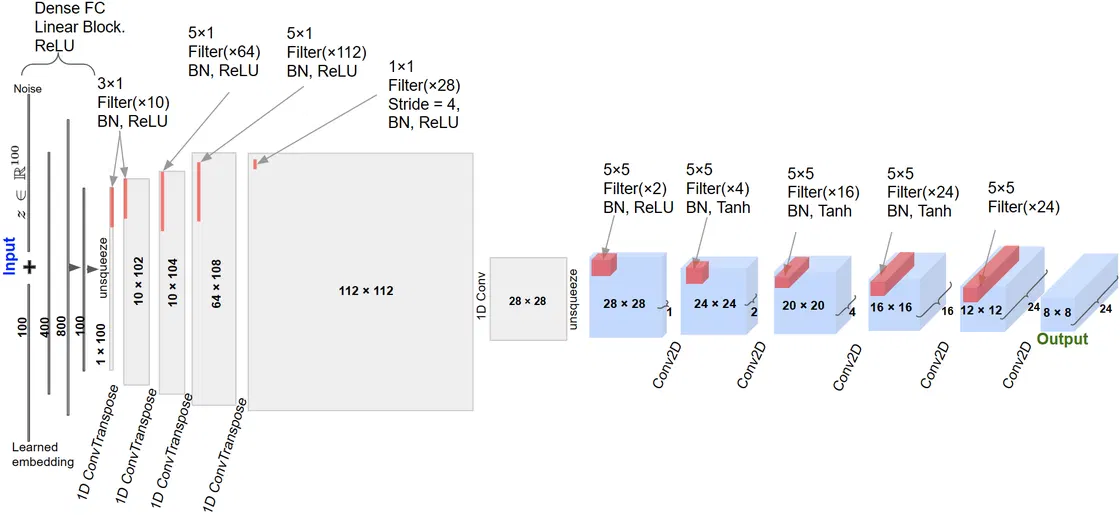 Dense FC
Linear Block.
ReLU
Noise
z ∈ ℝ¹⁰⁰
Input
+
Learned
embedding
100
400
800
100
unsqueeze
1 × 100
3×1
Filter(×10)
BN, ReLU
10 × 102
5×1
Filter(×64)
BN, ReLU
10 × 104
5×1
Filter(×112)
BN, ReLU
64 × 108
1×1
Filter(×28)
Stride = 4,
BN, ReLU
112 × 112
1D ConvTranspose
1D ConvTranspose
1D ConvTranspose
1D ConvTranspose
1D Conv
28 × 28
unsqueeze
5×5
Filter(×2)
BN, ReLU
28 × 28
1
Conv2D
5×5
Filter(×4)
BN, Tanh
24 × 24
2
Conv2D
5×5
Filter(×16)
BN, Tanh
20 × 20
4
Conv2D
5×5
Filter(×24)
BN, Tanh
16 × 16
16
Conv2D
5×5
Filter(×24)
12 × 12
24
Conv2D
8 × 8
24
Output